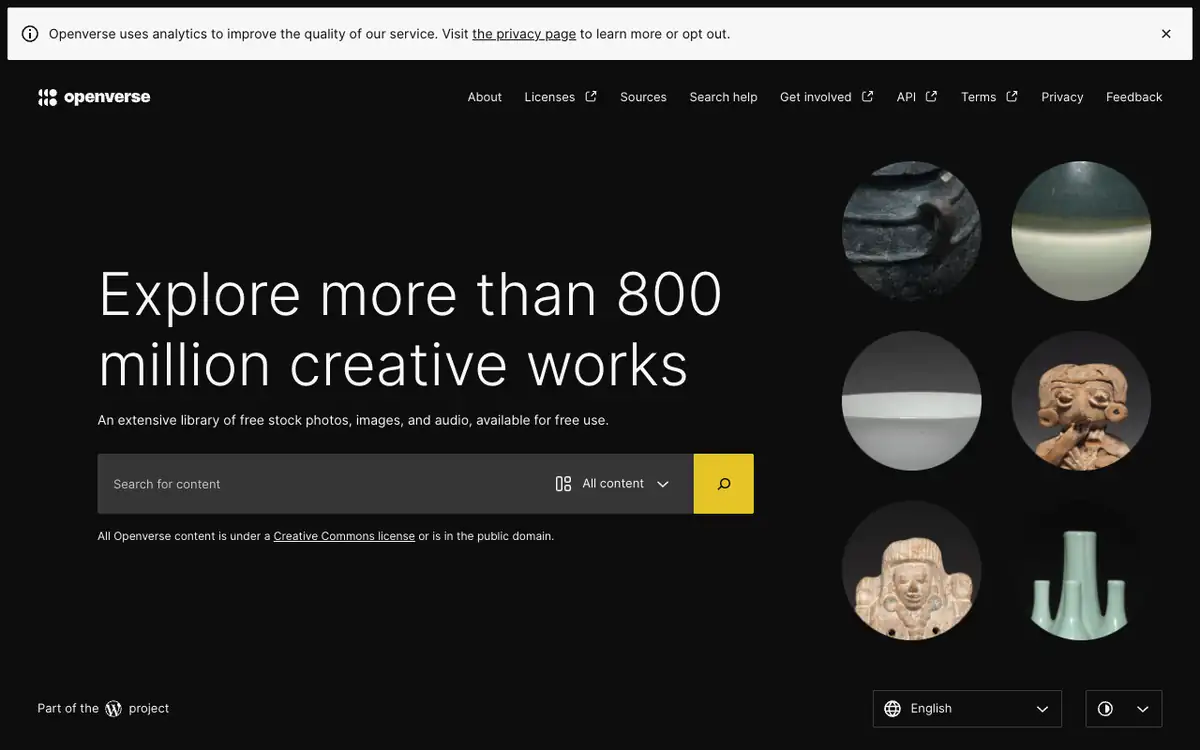 Openverse uses analytics to improve the quality of our service. Visit the privacy page to learn more or opt out.
openverse
About Licenses Sources Search help Get involved API Terms Privacy Feedback
Explore more than 800
million creative works
An extensive library of free stock photos, images, and audio, available for free use.
Search for content All content
All Openverse content is under a Creative Commons license or is in the public domain.
Part of the project
English